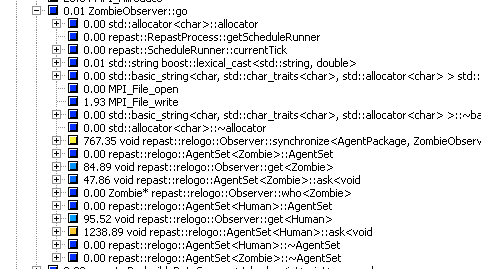 0.01 ZombieObserver::go
0.00 std::allocator<char>::allocator
0.00 repast::RepastProcess::getScheduleRunner
0.00 repast::ScheduleRunner::currentTick
0.01 std::string boost::lexical_cast<std::string, double>
0.00 std::basic_string<char, std::char_traits<char>, std::allocator<char> > std::
0.00 MPI_File_open
1.93 MPI_File_write
0.00 std::basic_string<char, std::char_traits<char>, std::allocator<char> >::~ba
0.00 std::allocator<char>::~allocator
767.35 void repast::relogo::Observer::synchronize<AgentPackage, ZombieObserv
0.00 repast::relogo::AgentSet<Zombie>::AgentSet
84.89 void repast::relogo::Observer::get<Zombie>
47.86 void repast::relogo::AgentSet<Zombie>::ask<void
0.00 Zombie* repast::relogo::Observer::who<Zombie>
0.00 repast::relogo::AgentSet<Human>::AgentSet
95.52 void repast::relogo::Observer::get<Human>
1238.89 void repast::relogo::AgentSet<Human>::ask<void
0.00 repast::relogo::AgentSet<Human>::~AgentSet
0.00 repast::relogo::AgentSet<Zombie>::~AgentSet